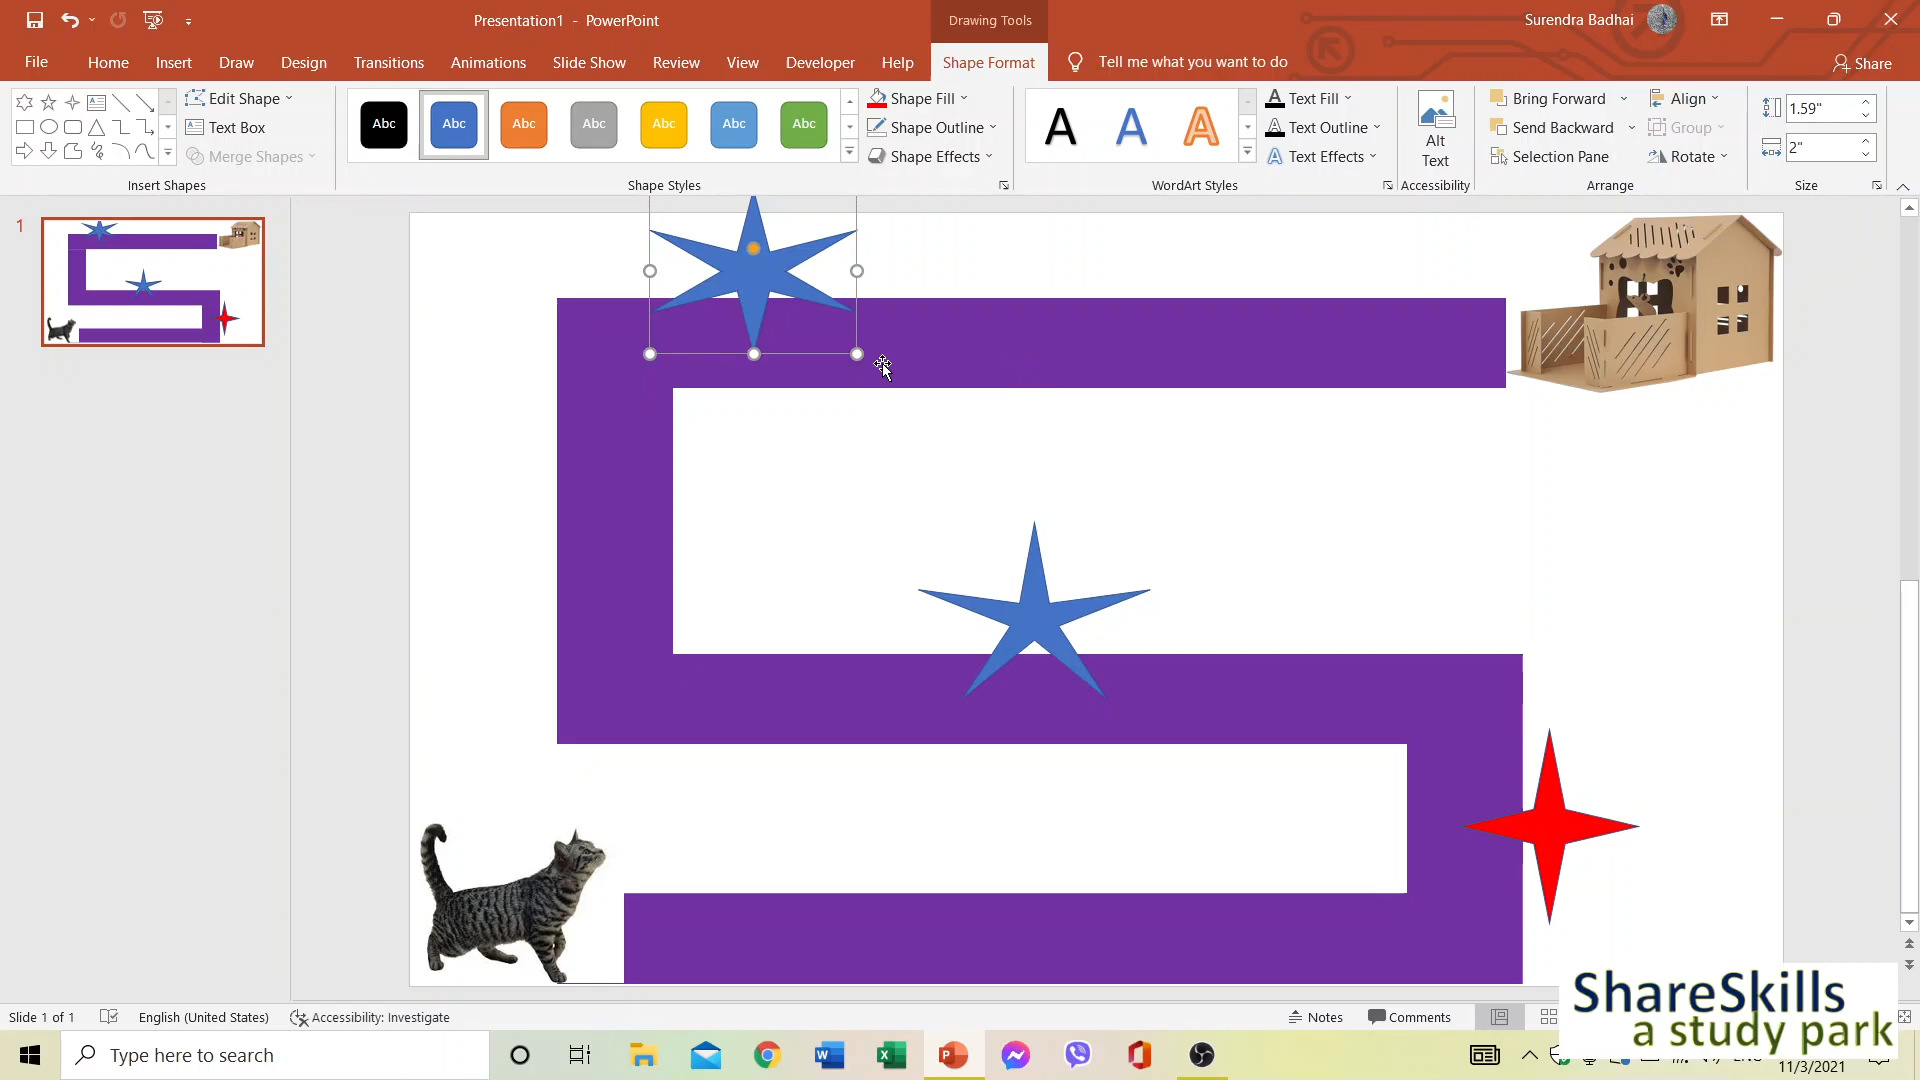 Presentation1 - PowerPoint
Drawing Tools
Surendra Badhai
File Home Insert Draw Design Transitions Animations Slide Show Review View Developer Help Shape Format Tell me what you want to do Share
Edit Shape
Text Box
Merge Shapes
Insert Shapes
Abc Abc Abc Abc Abc Abc Abc
Shape Fill
Shape Outline
Shape Effects
Shape Styles
A A A
Text Fill
Text Outline
Text Effects
WordArt Styles
Alt
Text
Accessibility
Bring Forward
Send Backward
Selection Pane
Align
Group
Rotate
Arrange
1.59"
2"
Size
1
Slide 1 of 1 English (United States) Accessibility: Investigate Notes Comments
ShareSkills
a study park
Type here to search
11/3/2021